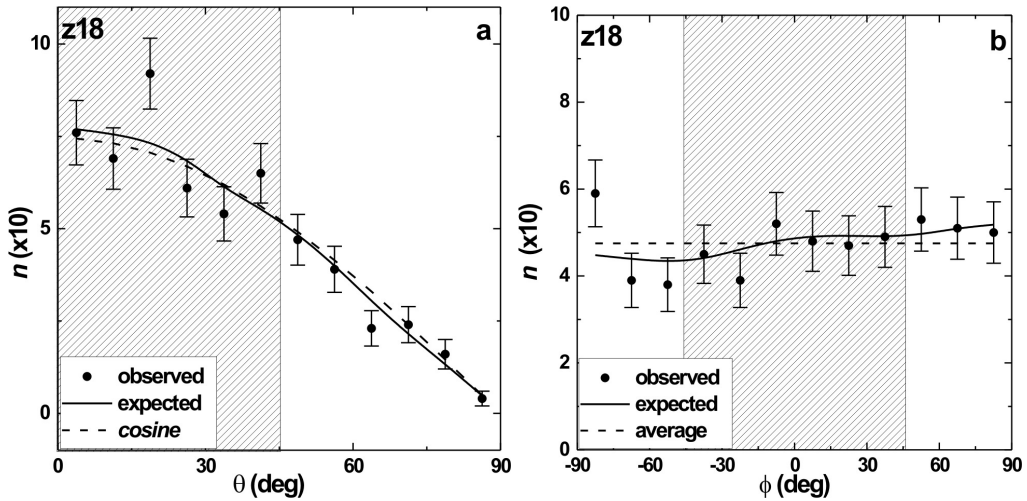 z18
a
10
5
0
n (x10)
observed
expected
cosine
0
30
60
90
θ (deg)
z18
b
10
8
6
4
2
0
n (x10)
observed
expected
average
-90
-60
-30
0
30
60
90
ϕ (deg)